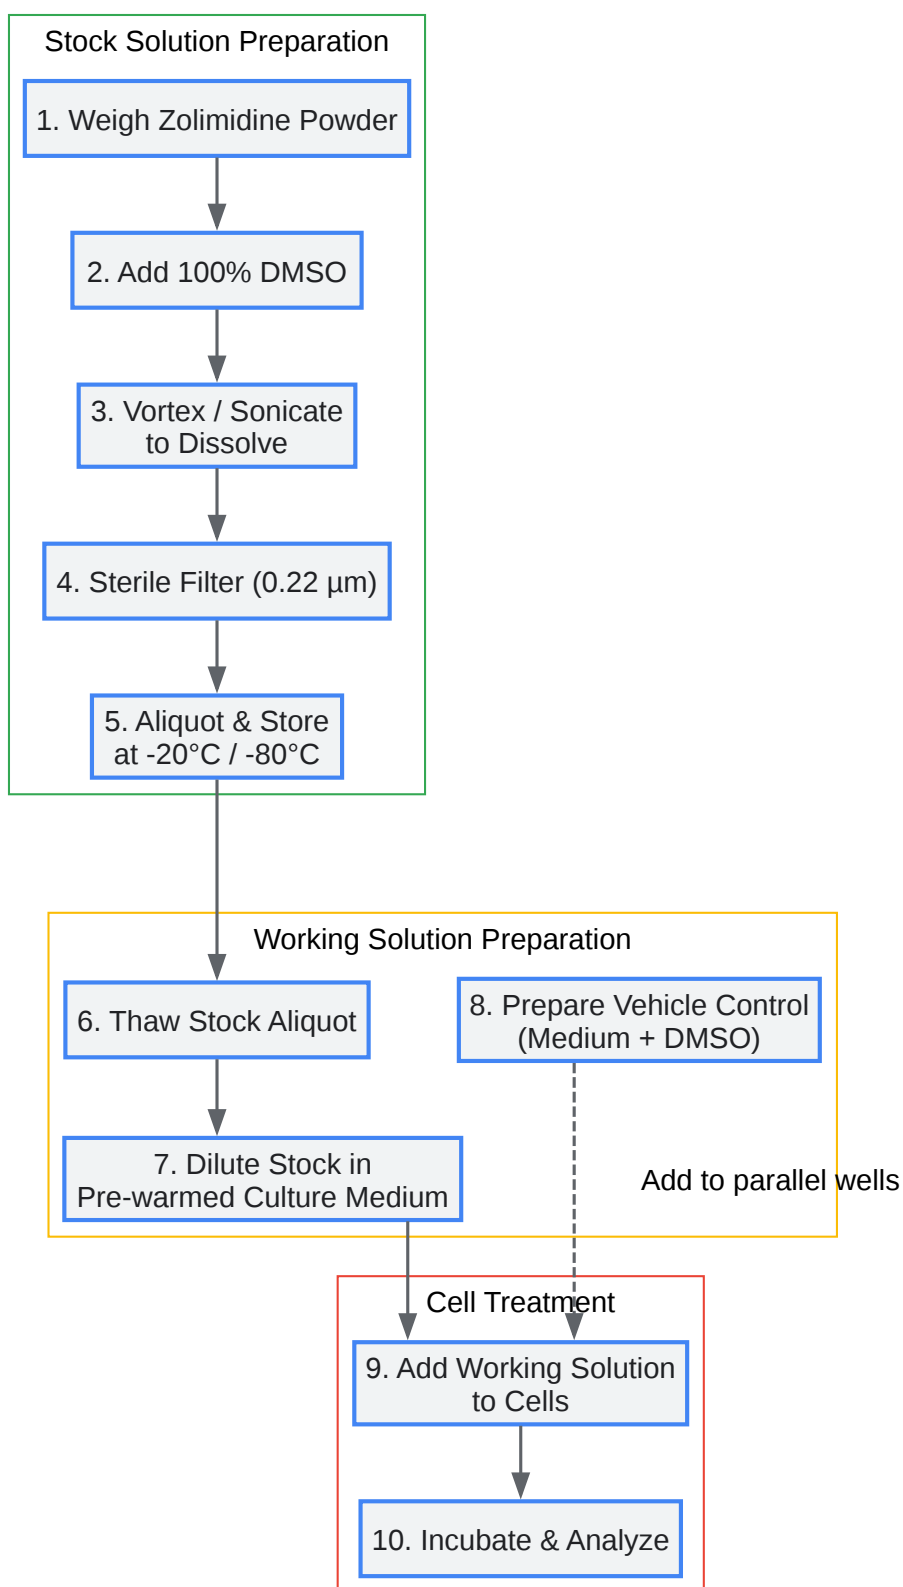 Stock Solution Preparation
1. Weigh Zolimidine Powder
2. Add 100% DMSO
3. Vortex / Sonicate
to Dissolve
4. Sterile Filter (0.22 µm)
5. Aliquot & Store
at -20°C / -80°C
Working Solution Preparation
6. Thaw Stock Aliquot
8. Prepare Vehicle Control
(Medium + DMSO)
7. Dilute Stock in
Pre-warmed Culture Medium
Add to parallel wells
Cell Treatment
9. Add Working Solution
to Cells
10. Incubate & Analyze